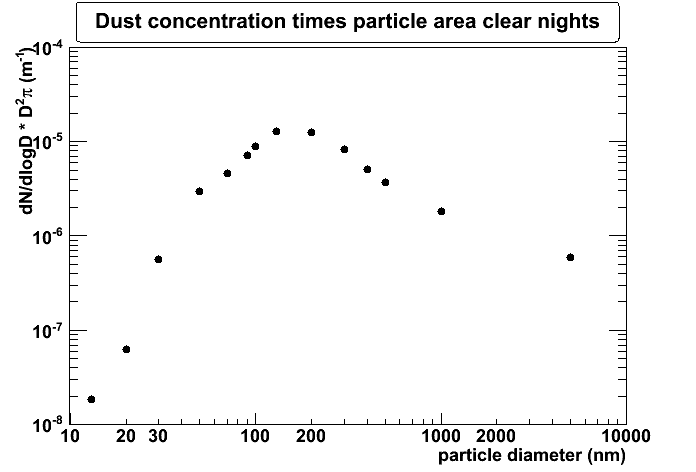 Dust concentration times particle area clear nights
dN/dlogD * D²π (m⁻¹)
10⁻⁴
10⁻⁵
10⁻⁶
10⁻⁷
10⁻⁸
10 20 30 100 200 1000 2000 10000
particle diameter (nm)